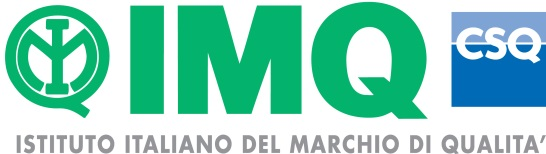 IMQ CSQ
ISTITUTO ITALIANO DEL MARCHIO DI QUALITA’